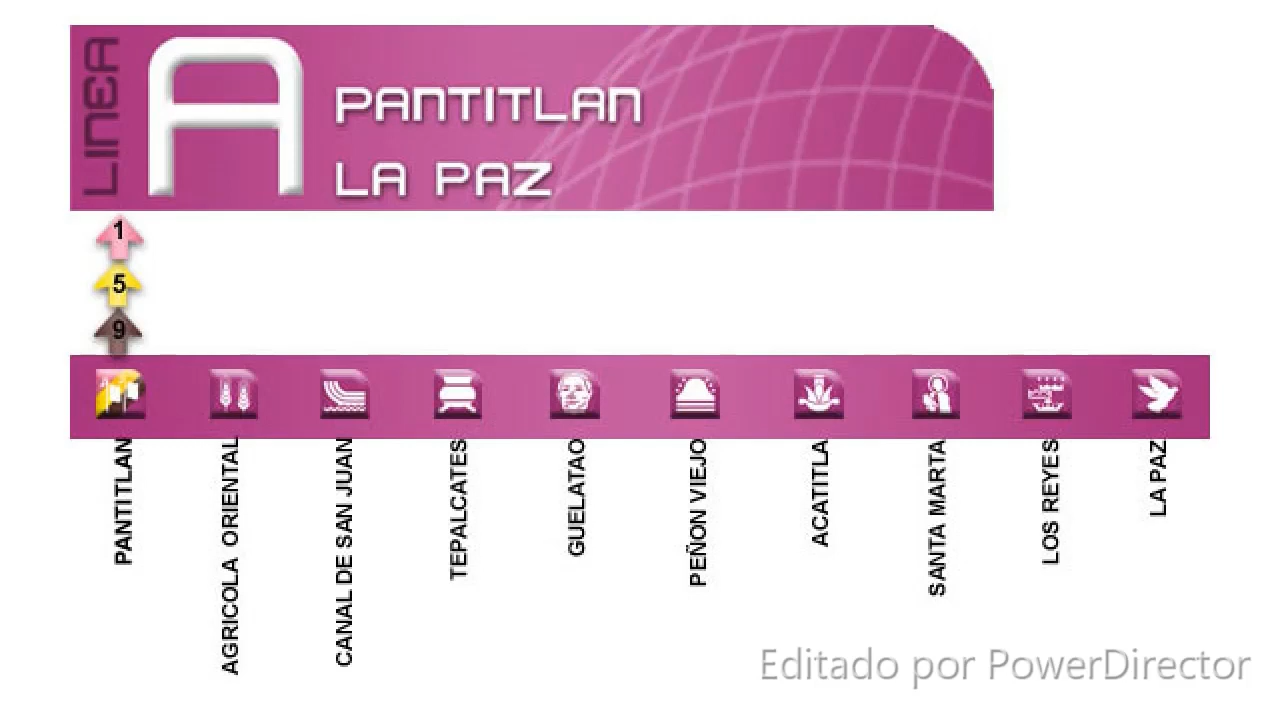 LINEA
A
PANTITLAN
LA PAZ
1
5
9
PANTITLAN
AGRICOLA ORIENTAL
CANAL DE SAN JUAN
TEPALCATES
GUELATAO
PEÑON VIEJO
ACATITLA
SANTA MARTA
LOS REYES
LA PAZ
Editado por PowerDirector